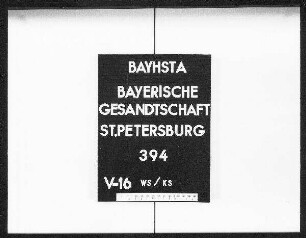 BAYHSTA
BAYERISCHE
GESANDTSCHAFT
ST.PETERSBURG
394
V-16 WS/KS